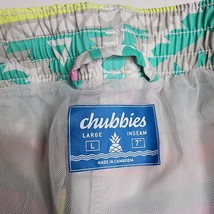 chubbies
LARGE INSEAM
L 7"
MADE IN CAMBODIA